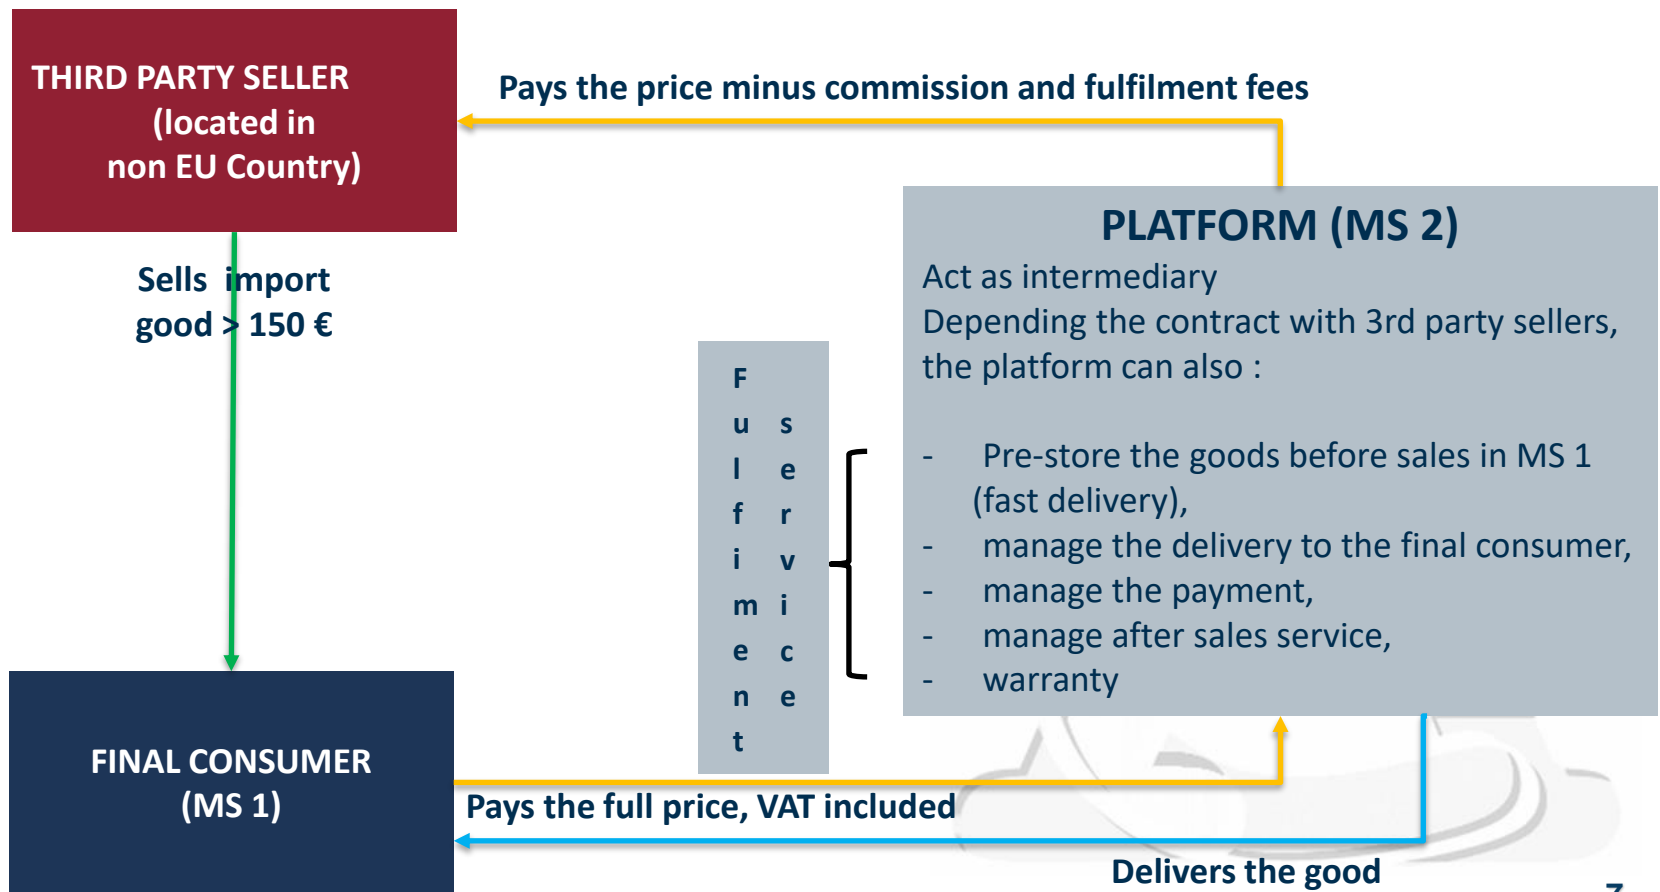 THIRD PARTY SELLER
(located in
non EU Country)
Pays the price minus commission and fulfilment fees
Sells import
good > 150 €
PLATFORM (MS 2)
Act as intermediary
Depending the contract with 3rd party sellers,
the platform can also :
- Pre-store the goods before sales in MS 1
(fast delivery),
- manage the delivery to the final consumer,
- manage the payment,
- manage after sales service,
- warranty
Fulfiment
service
FINAL CONSUMER
(MS 1)
Pays the full price, VAT included
Delivers the good